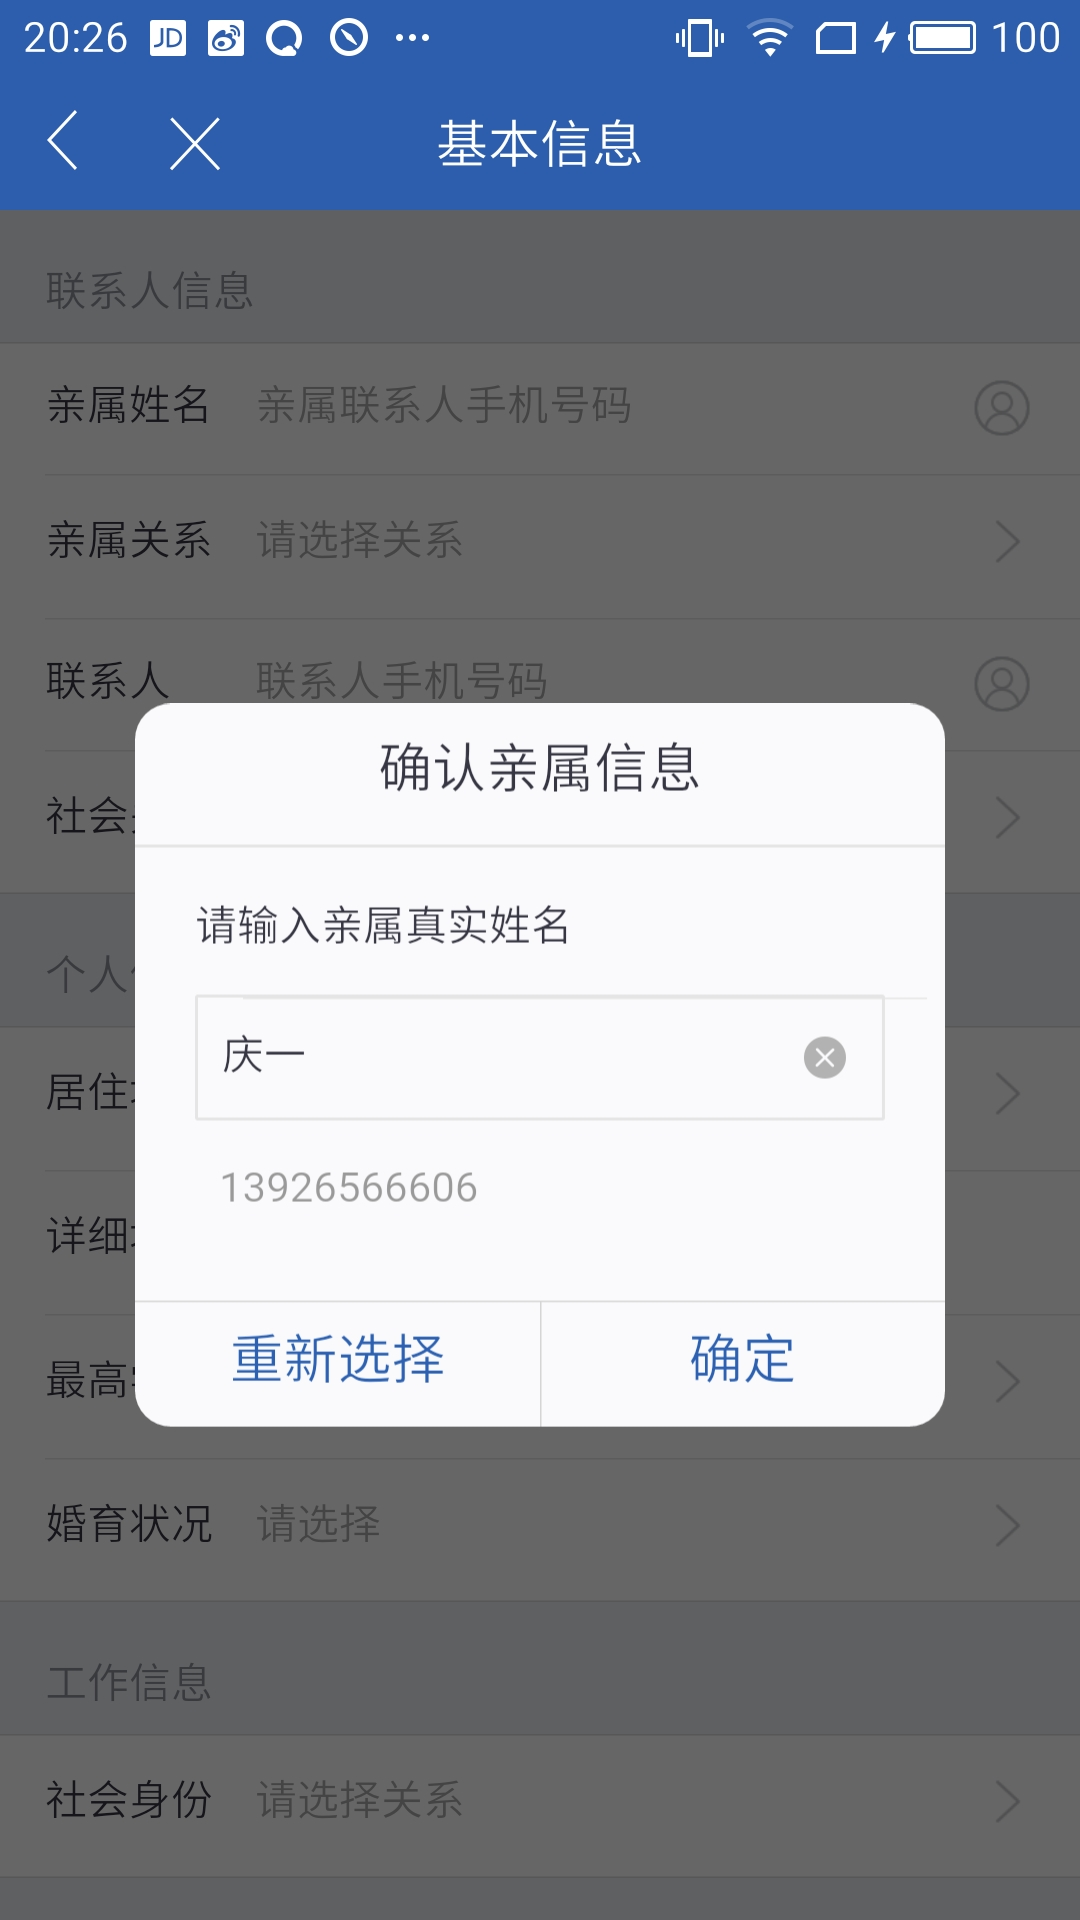 20:26 JD 100
基本信息
联系人信息
亲属姓名 亲属联系人手机号码
亲属关系 请选择关系
联系人 联系人手机号码
社会
确认亲属信息
请输入亲属真实姓名
个人
庆一
居住
13926566606
详细
重新选择 确定
最高
婚育状况 请选择
工作信息
社会身份 请选择关系